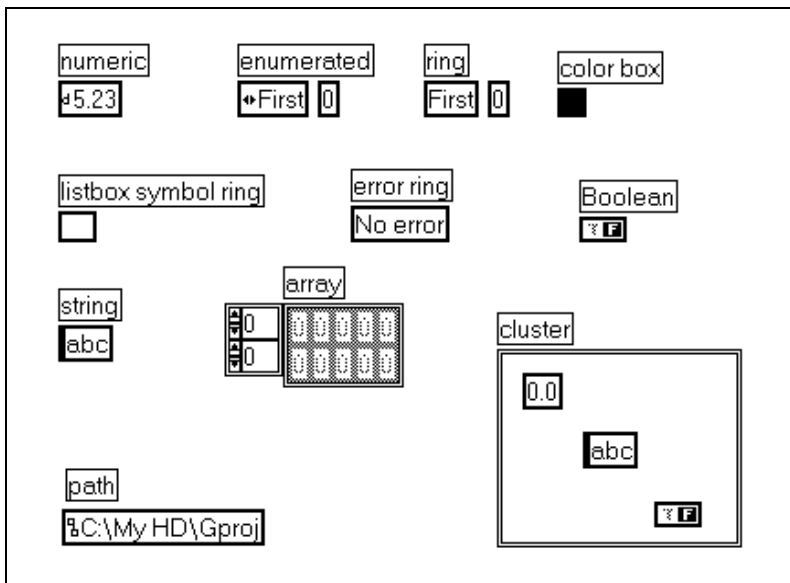 numeric
5.23
enumerated
First 0
ring
First 0
color box
listbox symbol ring
error ring
No error
Boolean
F
string
abc
array
0 0 0 0 0 0
0 0 0 0 0 0
cluster
0.0
abc
F
path
C:\My HD\Gproj